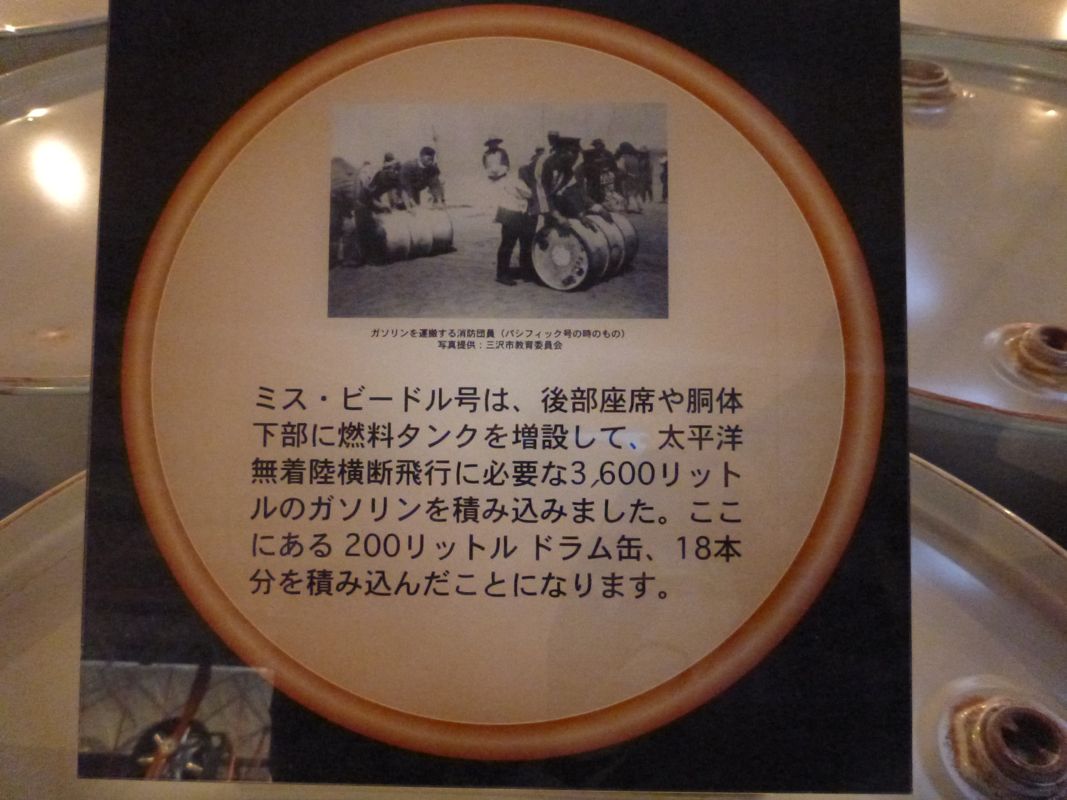 ガソリンを運搬する消防団員（パシフィック号の時のもの）
写真提供：三沢市教育委員会
ミス・ビードル号は、後部座席や胴体
下部に燃料タンクを増設して、太平洋
無着陸横断飛行に必要な3,600リット
ルのガソリンを積み込みました。ここ
にある 200リットル ドラム缶、18本
分を積み込んだことになります。